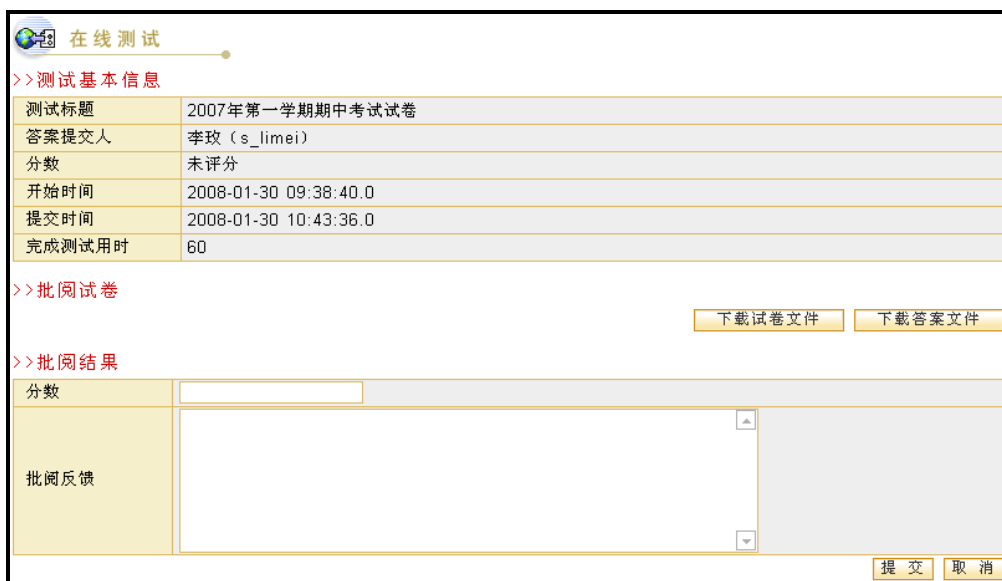 在线测试
>>测试基本信息
测试标题 2007年第一学期期中考试试卷
答案提交人 李玫（s_limei）
分数 未评分
开始时间 2008-01-30 09:38:40.0
提交时间 2008-01-30 10:43:36.0
完成测试用时 60
>>批阅试卷
下载试卷文件 下载答案文件
>>批阅结果
分数
批阅反馈
提 交 取 消